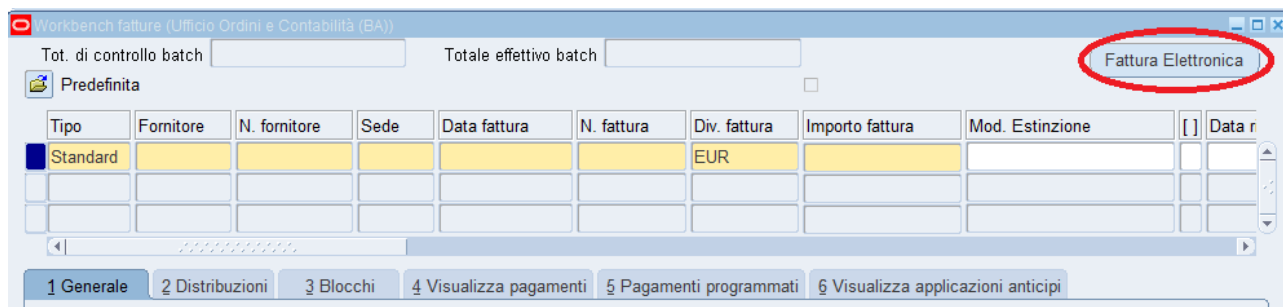 Workbench fatture (Ufficio Ordini e Contabilità (BA))
Tot. di controllo batch Totale effettivo batch Fattura Elettronica
Predefinita
Tipo Fornitore N. fornitore Sede Data fattura N. fattura Div. fattura Importo fattura Mod. Estinzione [ ] Data
Standard EUR
1 Generale 2 Distribuzioni 3 Blocchi 4 Visualizza pagamenti 5 Pagamenti programmati 6 Visualizza applicazioni anticipi